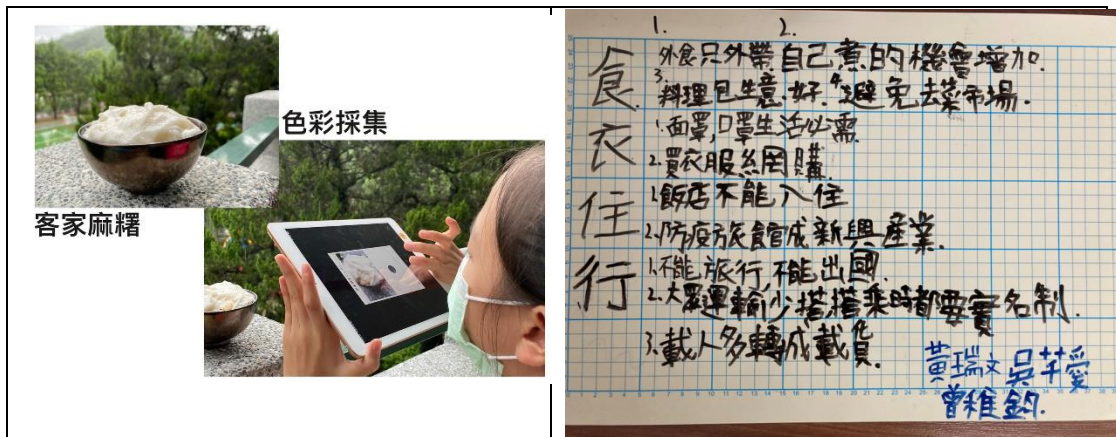 色彩採集
客家麻糬
1. 2.
食 外食只外帶 自己煮的機會增加.
3. 料理包生意好. 4. 避免去菜市場.
衣 1.面罩,口罩生活必需
2.買衣服網購
住 1.飯店不能入住
2.防疫旅館成新興產業.
行 1.不能旅行,不能出國.
2.大眾運輸少搭,搭乘時都要實名制.
3.載人多轉成載貨.
黃瑞文 吳芊愛
曾稚鈞.